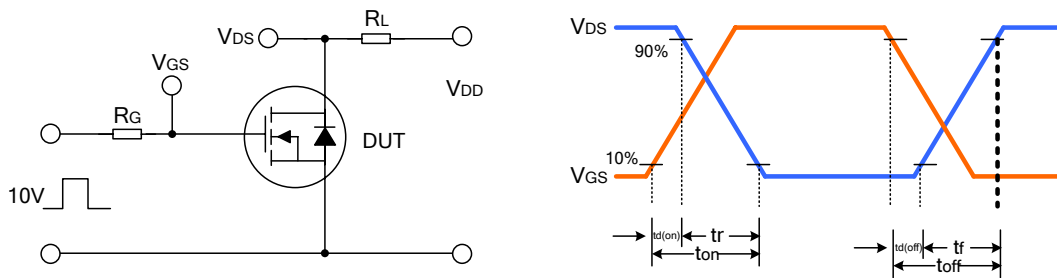 VDS
RL
VGS
VDD
RG
DUT
10V
VDS
90%
10%
VGS
td(on)
tr
ton
td(off)
tf
toff